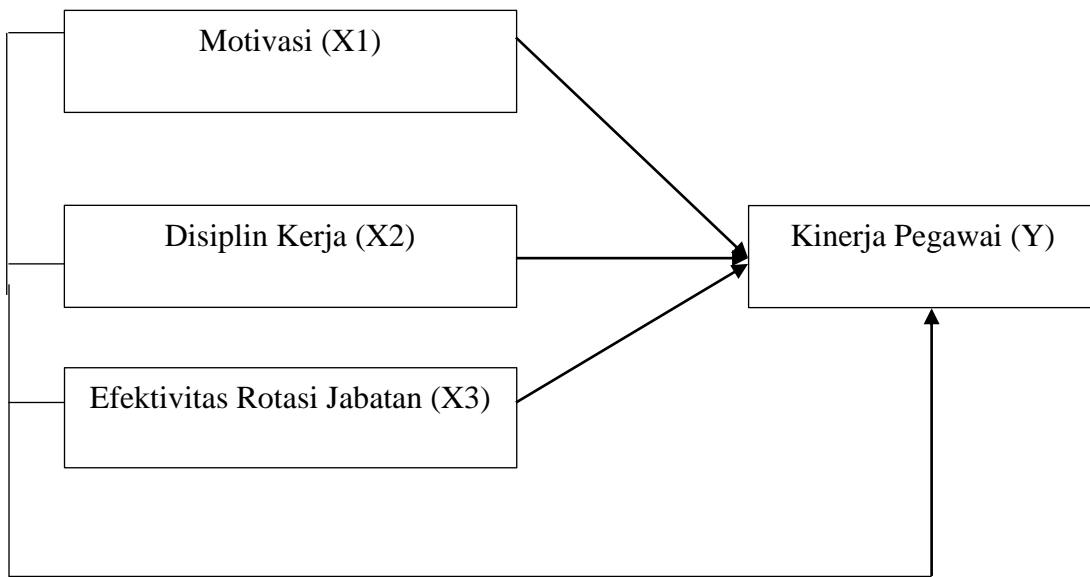 Motivasi (X1)
Disiplin Kerja (X2)
Kinerja Pegawai (Y)
Efektivitas Rotasi Jabatan (X3)